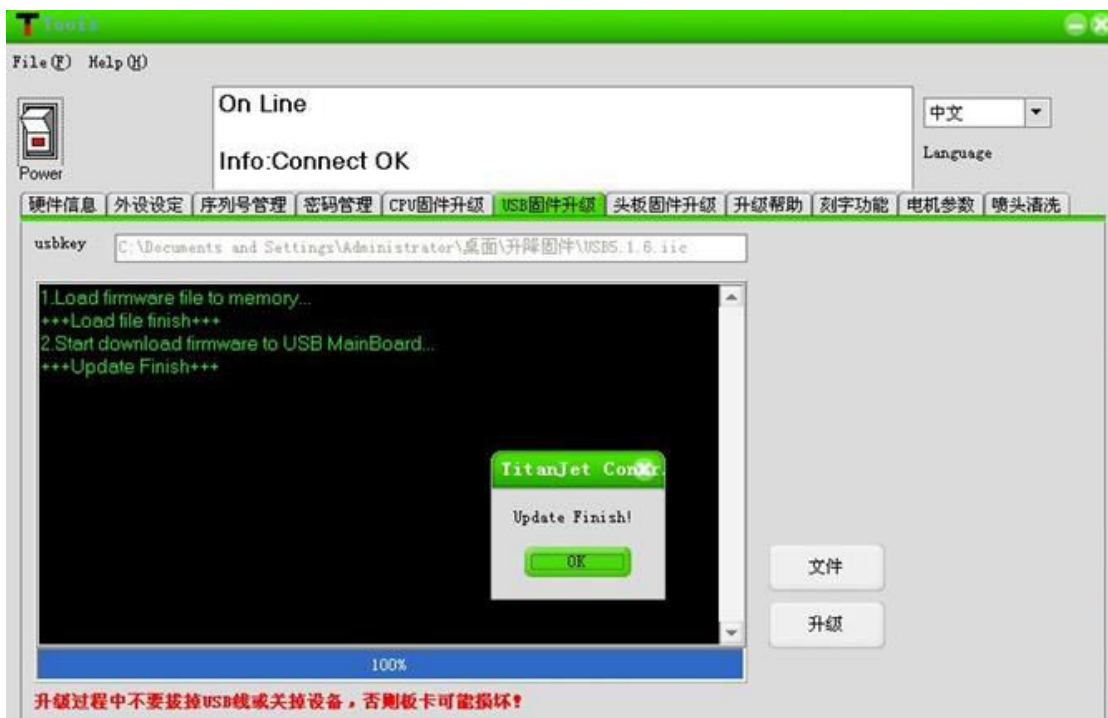 Tools
File(F) Help(H)
On Line
中文
Info:Connect OK
Language
Power
硬件信息 外设设定 序列号管理 密码管理 CPU固件升级 USB固件升级 头板固件升级 升级帮助 刻字功能 电机参数 喷头清洗
usbkey C:\Documents and Settings\Administrator\桌面\升降固件\USB5.1.6.iic
1.Load firmware file to memory...
+++Load file finish+++
2.Start download firmware to USB MainBoard...
+++Update Finish+++
TitanJet Contr.
Update Finish!
OK
文件
升级
100%
升级过程中不要拔掉USB线或关掉设备，否则板卡可能损坏！